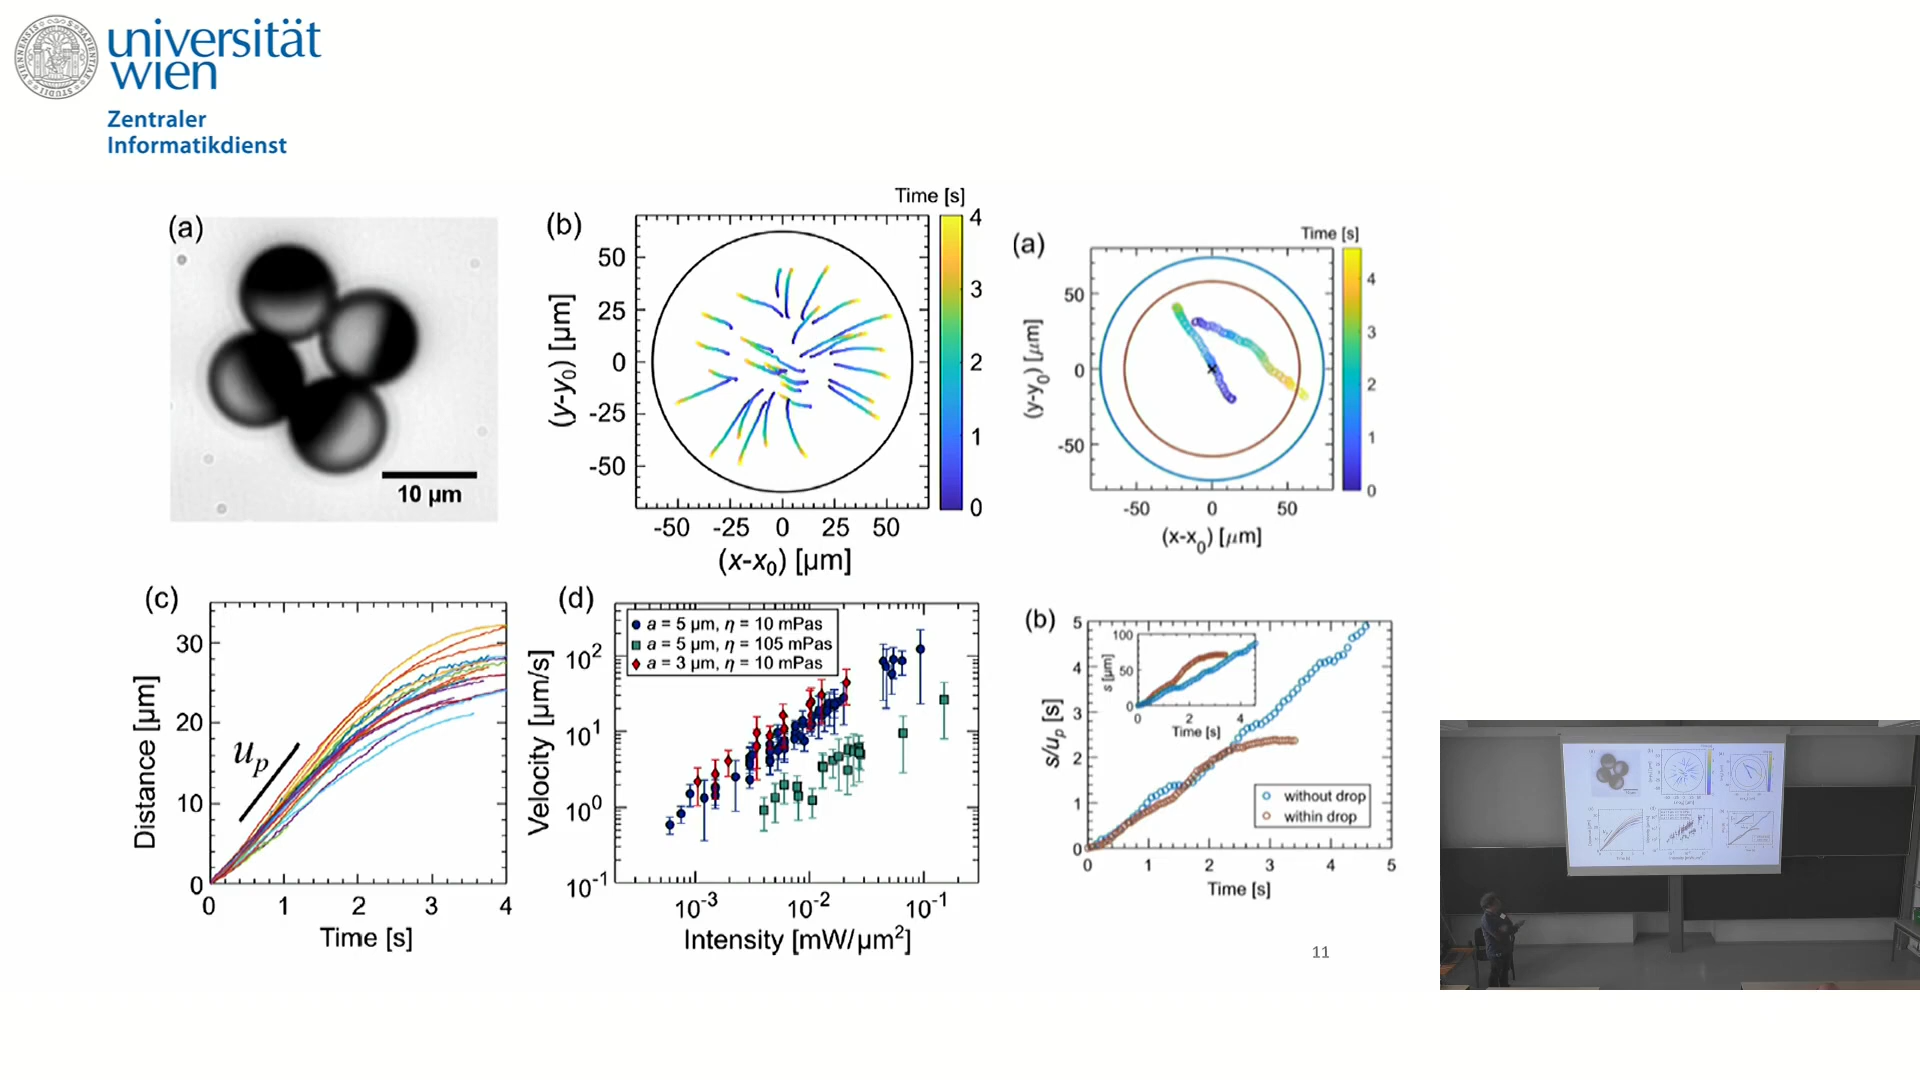 universität
wien
Zentraler
Informatikdienst
(a)
10 µm
(b)
Time [s]
4
3
2
1
0
50
25
0
-25
-50
(y-y0) [µm]
-50 -25 0 25 50
(x-x0) [µm]
(a)
Time [s]
4
3
2
1
0
50
0
-50
(y-y0) [µm]
-50 0 50
(x-x0) [µm]
(c)
30
20
10
0
Distance [µm]
up
0 1 2 3 4
Time [s]
(d)
a = 5 µm, η = 10 mPas
a = 5 µm, η = 105 mPas
a = 3 µm, η = 10 mPas
10²
10¹
10⁰
10⁻¹
Velocity [µm/s]
10⁻³ 10⁻² 10⁻¹
Intensity [mW/µm²]
(b)
5
4
3
2
1
0
s/up [s]
100
50
0
s [µm]
0 2 4
Time [s]
without drop
within drop
0 1 2 3 4 5
Time [s]
11